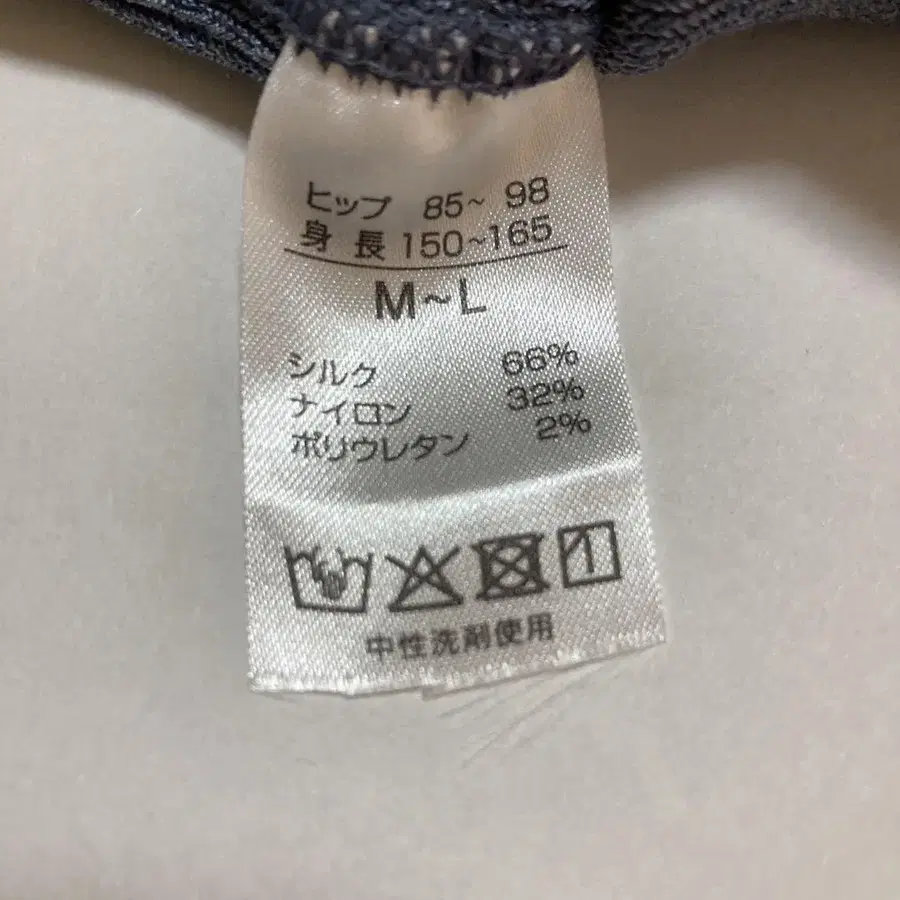 ヒップ 85~ 98
身 長 150~165
M~L
シルク 66%
ナイロン 32%
ポリウレタン 2%
中性洗剤使用